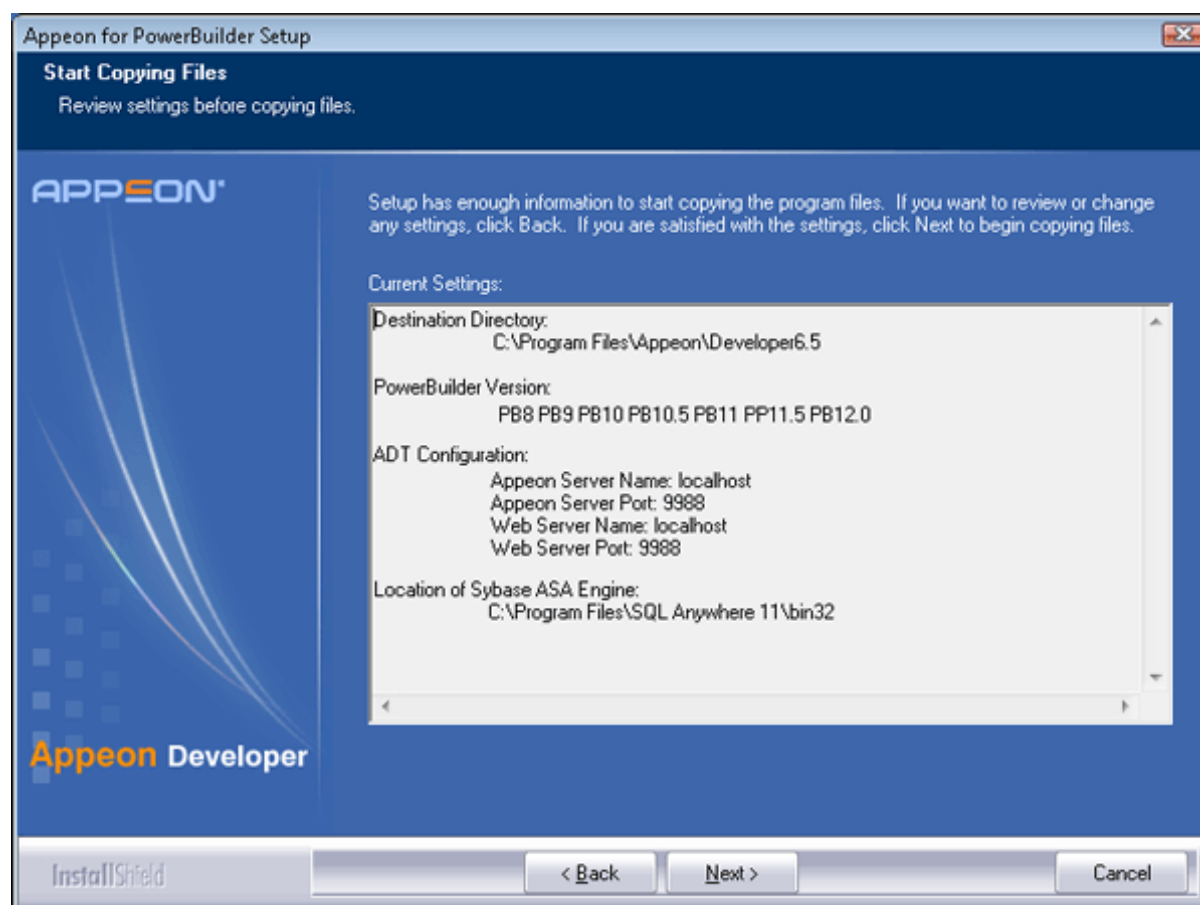 Appeon for PowerBuilder Setup
Start Copying Files
Review settings before copying files.
APPEON
Setup has enough information to start copying the program files. If you want to review or change
any settings, click Back. If you are satisfied with the settings, click Next to begin copying files.
Current Settings:
Destination Directory:
C:\Program Files\Appeon\Developer6.5
PowerBuilder Version:
PB8 PB9 PB10 PB10.5 PB11 PP11.5 PB12.0
ADT Configuration:
Appeon Server Name: localhost
Appeon Server Port: 9988
Web Server Name: localhost
Web Server Port: 9988
Location of Sybase ASA Engine:
C:\Program Files\SQL Anywhere 11\bin32
Appeon Developer
InstallShield
< Back
Next >
Cancel